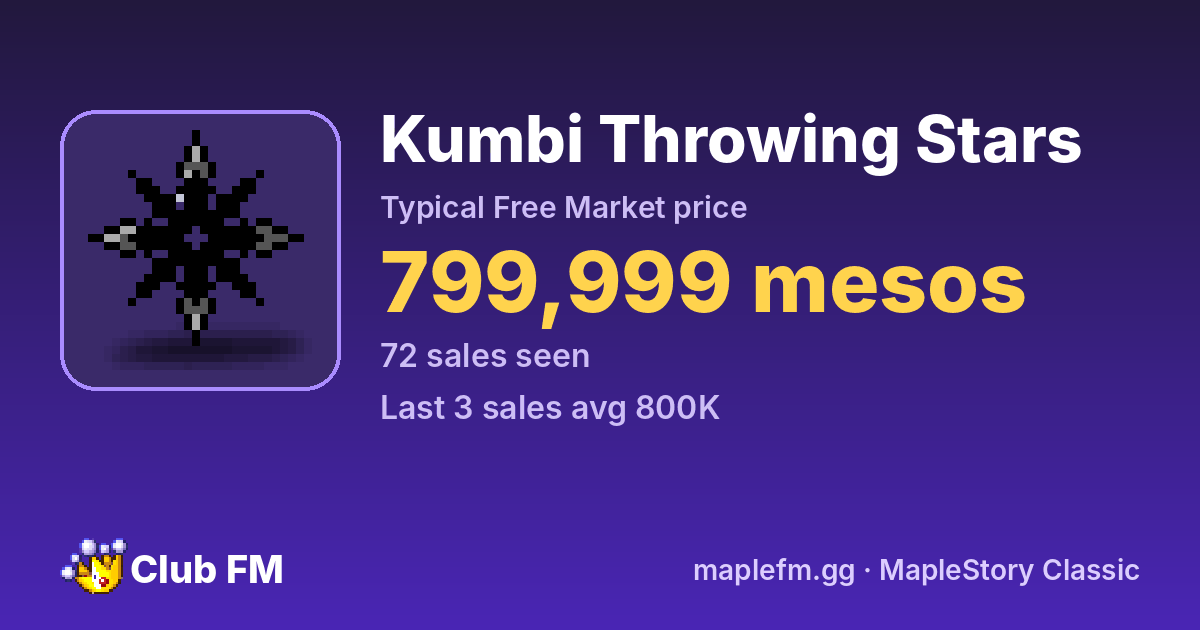 Kumbi Throwing Stars
Typical Free Market price
799,999 mesos
72 sales seen
Last 3 sales avg 800K
Club FM
maplefm.gg · MapleStory Classic